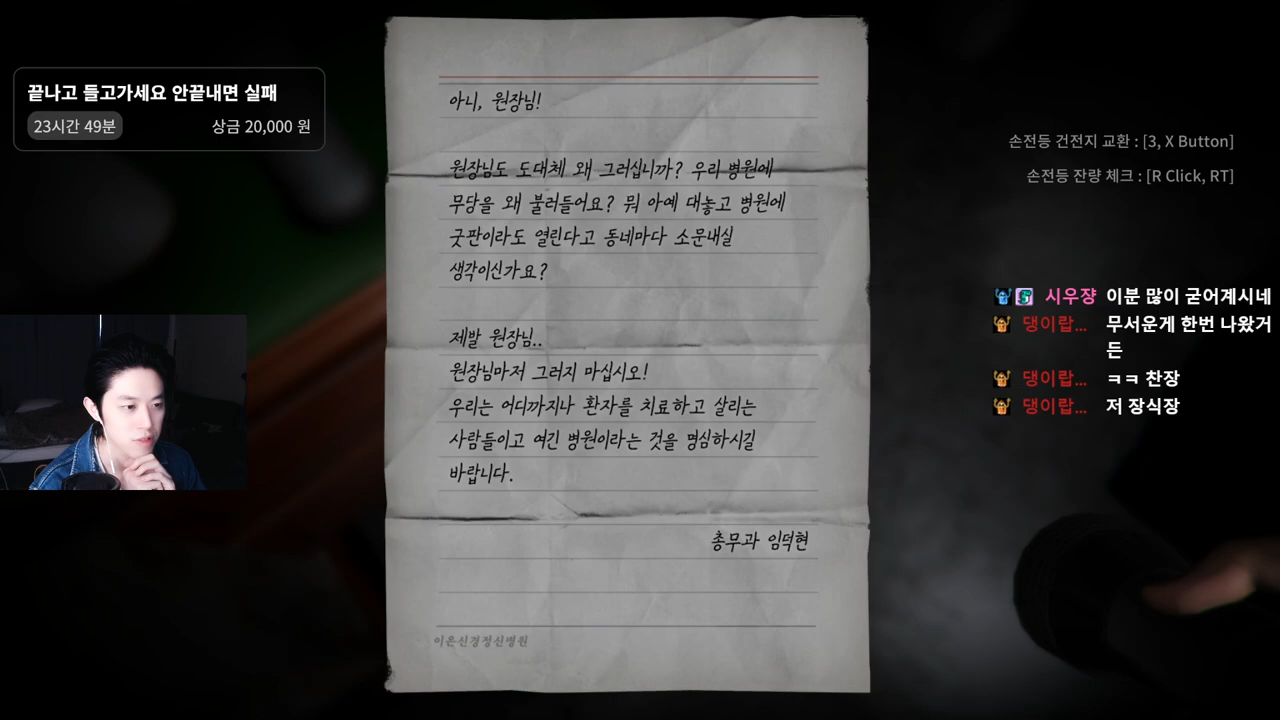 끝나고 들고가세요 안끝내면 실패
23시간 49분
상금 20,000 원
아니, 원장님!
원장님도 도대체 왜 그러십니까? 우리 병원에
무당을 왜 불러들어요? 뭐 아예 대놓고 병원에
굿판이라도 열린다고 동네마다 소문내실
생각이신가요?
제발 원장님..
원장님마저 그러지 마십시오!
우리는 어디까지나 환자를 치료하고 살리는
사람들이고 여긴 병원이라는 것을 명심하시길
바랍니다.
총무과 임덕현
이은신경정신병원
손전등 건전지 교환 : [3, X Button]
손전등 잔량 체크 : [R Click, RT]
시우쟝 이분 많이 굳어계시네
댕이랍... 무서운게 한번 나왔거
든
댕이랍... ㅋㅋ 찬장
댕이랍... 저 장식장